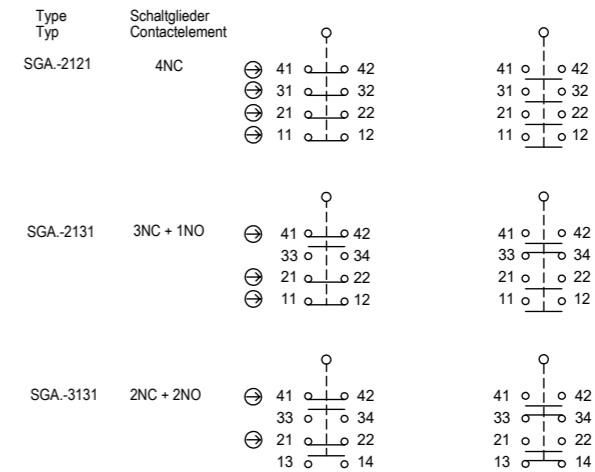 Type Schaltglieder
Typ Contactelement
SGA.-2121 4NC 41 42 41 42
31 32 31 32
21 22 21 22
11 12 11 12
SGA.-2131 3NC + 1NO 41 42 41 42
33 34 33 34
21 22 21 22
11 12 11 12
SGA.-3131 2NC + 2NO 41 42 41 42
33 34 33 34
21 22 21 22
13 14 13 14